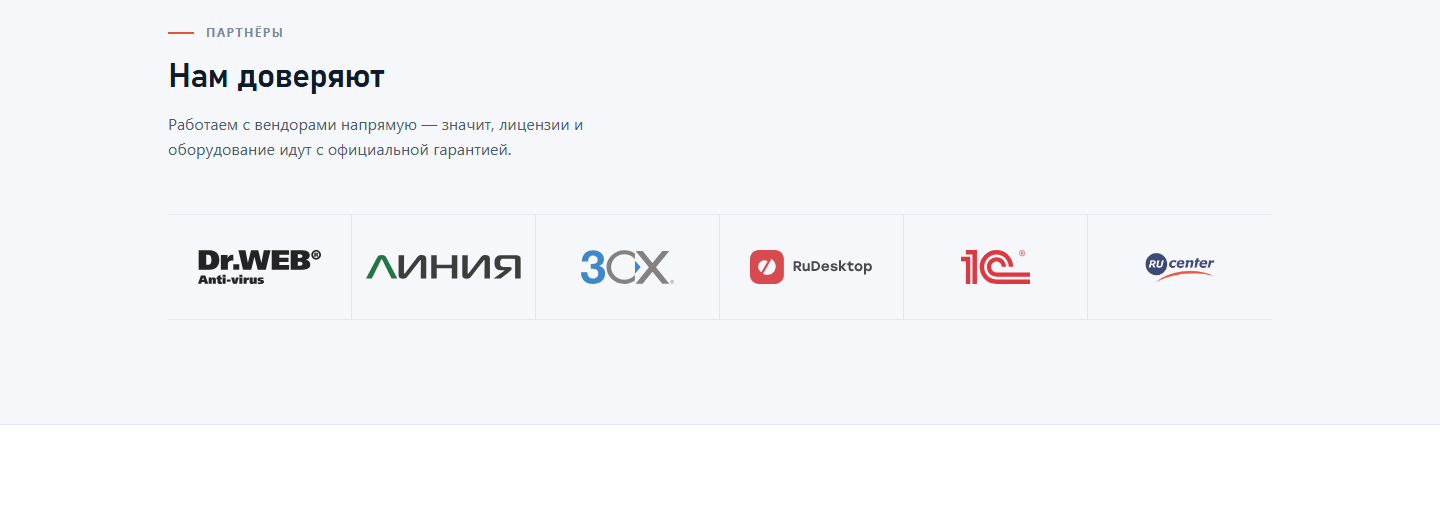 ПАРТНЁРЫ
Нам доверяют
Работаем с вендорами напрямую — значит, лицензии и
оборудование идут с официальной гарантией.
Dr.WEB®
Anti-virus
ЛИНИЯ
3CX®
RuDesktop
1С®
RU center